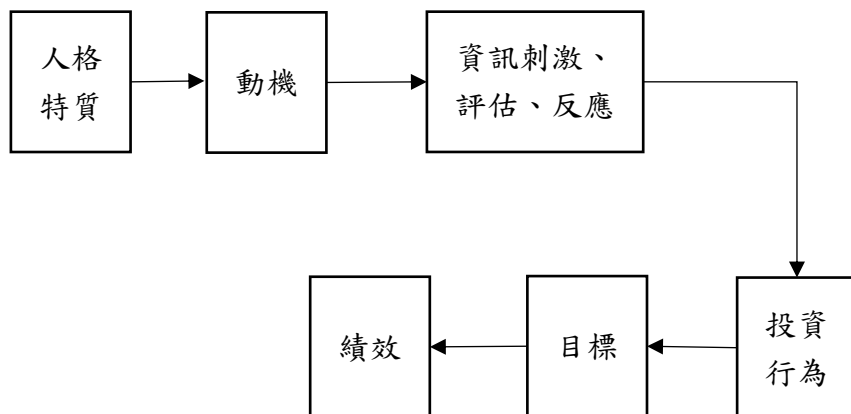 人格
特質
動機
資訊刺激、
評估、反應
投資
行為
目標
績效